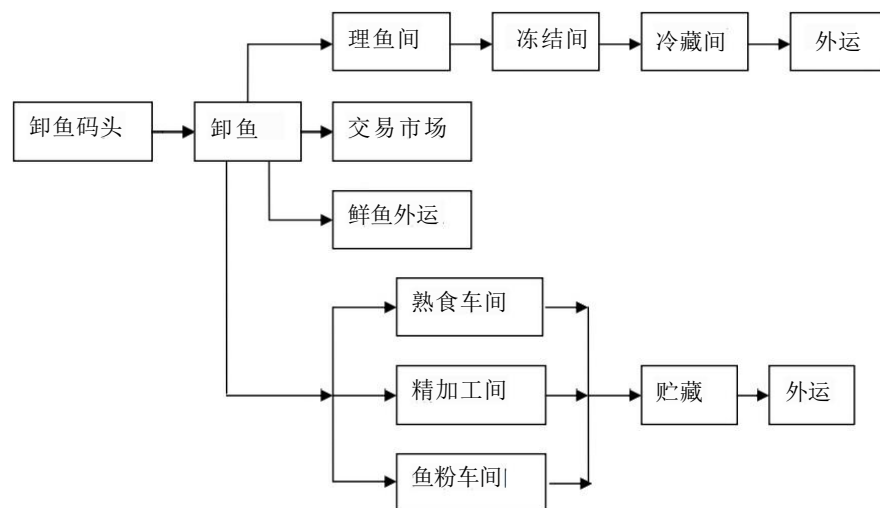 理鱼间
冻结间
冷藏间
外运
卸鱼码头
卸鱼
交易市场
鲜鱼外运
熟食车间
精加工间
贮藏
外运
鱼粉车间